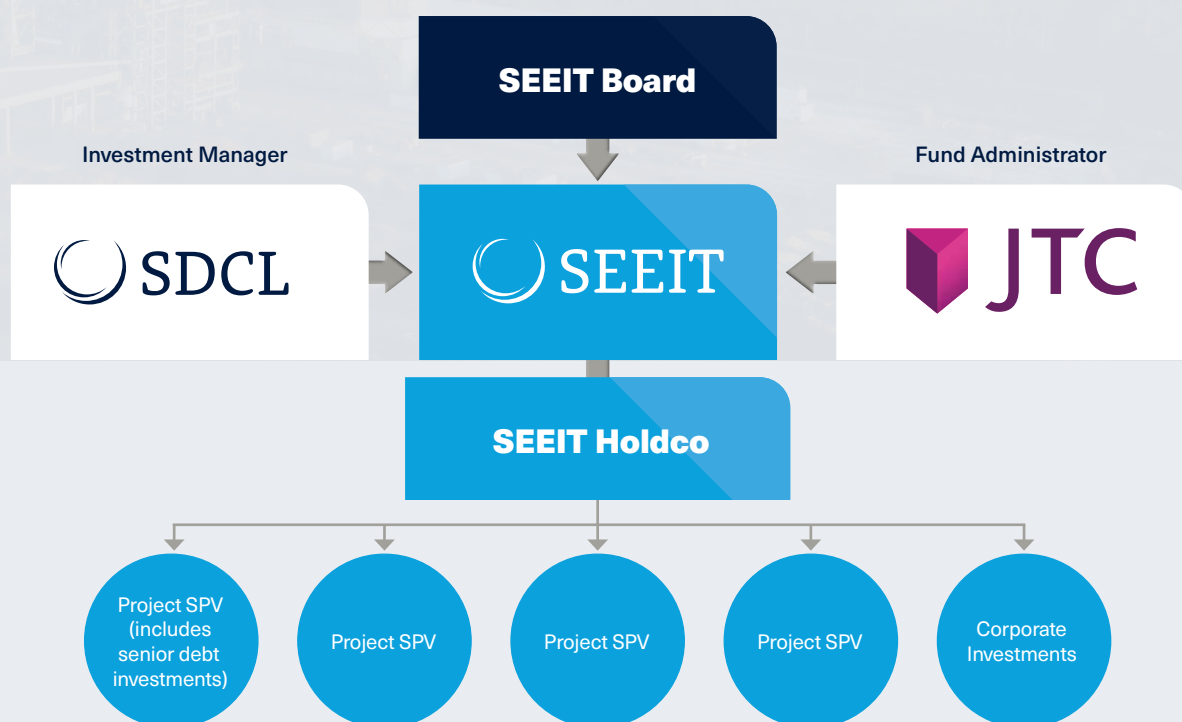 SEEIT Board
Investment Manager
Fund Administrator
SDCL
SEEIT
JTC
SEEIT Holdco
Project SPV
(includes
senior debt
investments)
Project SPV
Project SPV
Project SPV
Corporate
Investments